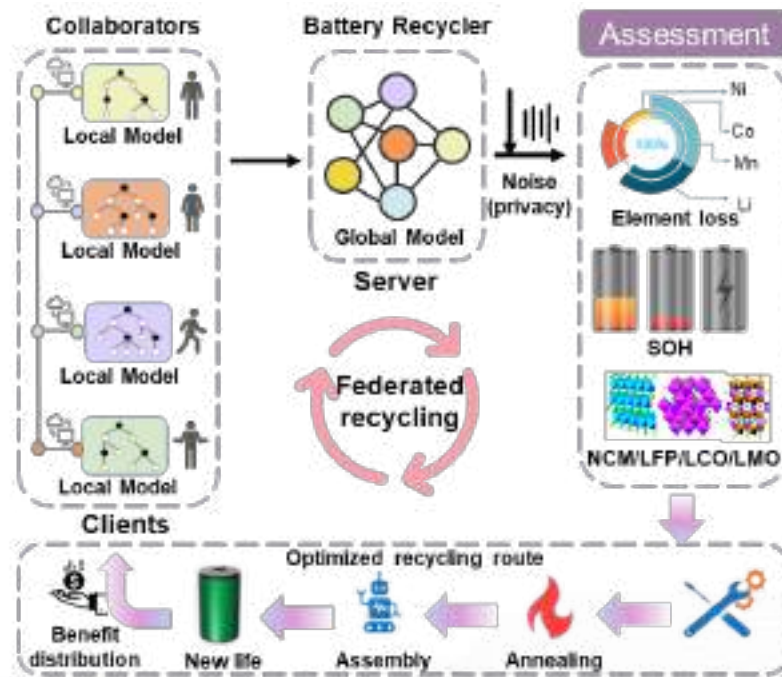 Collaborators
Battery Recycler
Assessment
Local Model
Local Model
Local Model
Local Model
Clients
Global Model
Server
Noise
(privacy)
Ni
Co
Mn
Li
100%
Element loss
SOH
NCM/LFP/LCO/LMO
Federated
recycling
Optimized recycling route
Benefit
distribution
New life
Assembly
Annealing